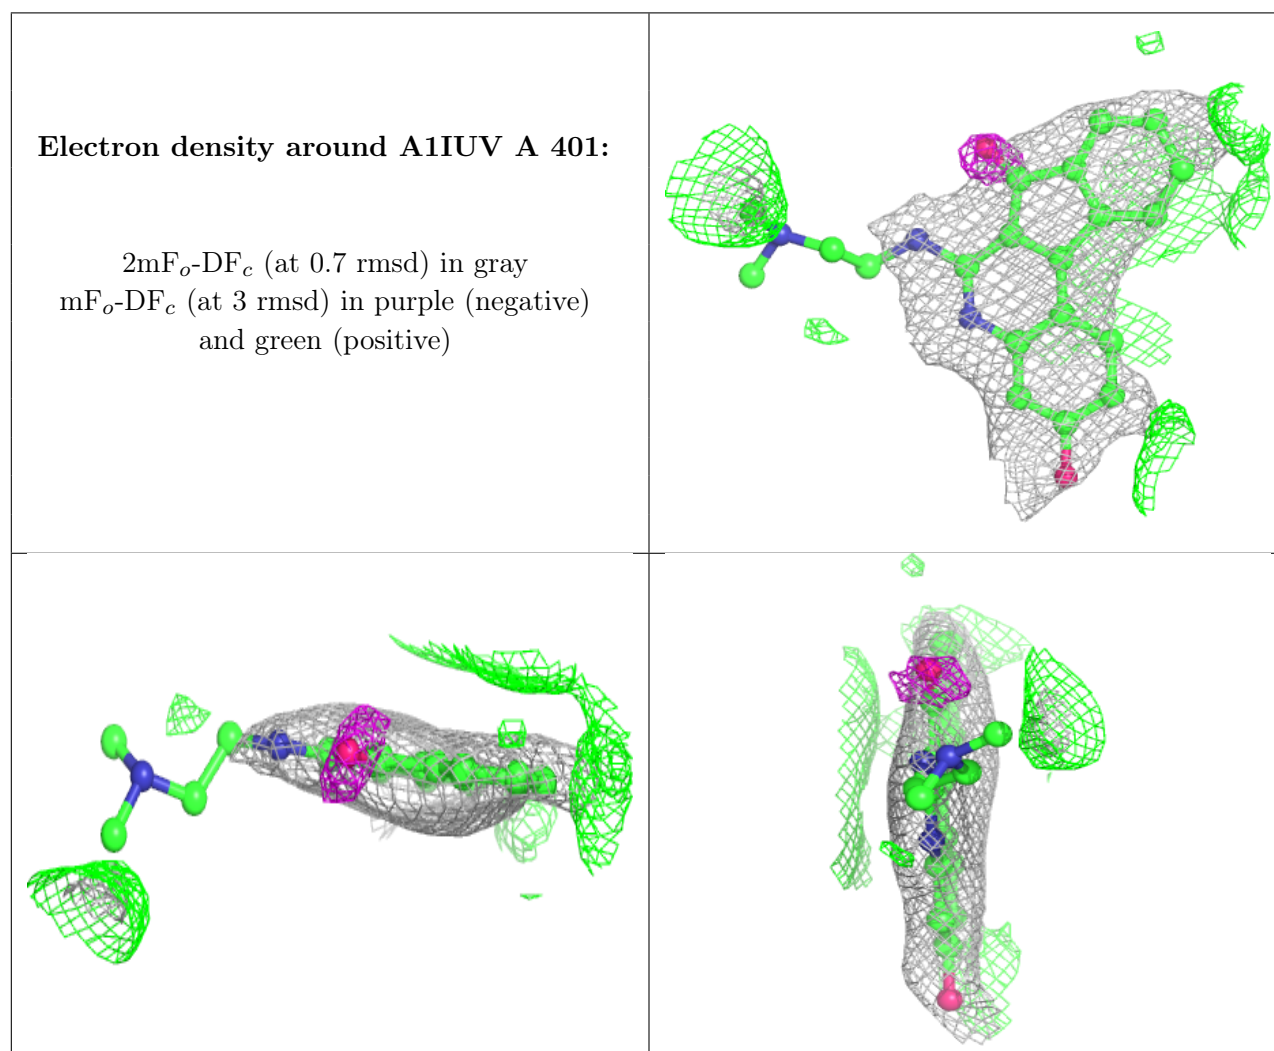 Electron density around A1IUV A 401:
2mFo-DFc (at 0.7 rmsd) in gray
mFo-DFc (at 3 rmsd) in purple (negative)
and green (positive)